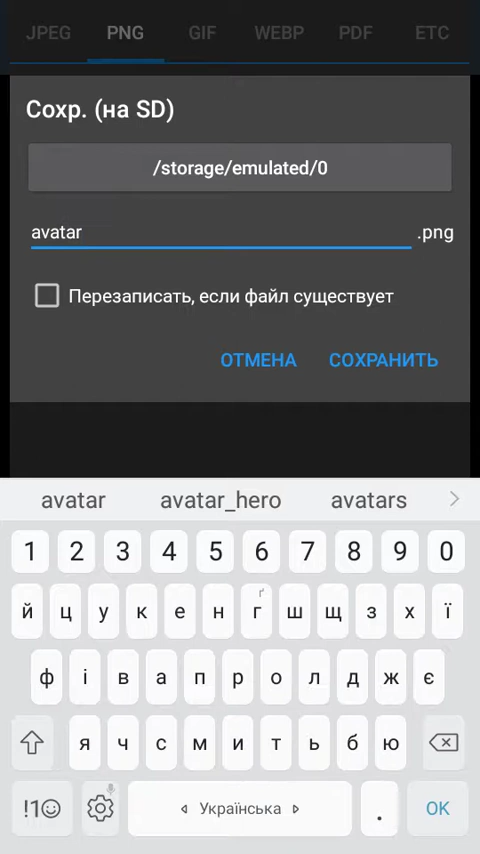 JPEG PNG GIF WEBP PDF ETC
Сохр. (на SD)
/storage/emulated/0
avatar .png
Перезаписать, если файл существует
ОТМЕНА СОХРАНИТЬ
avatar avatar_hero avatars
1 2 3 4 5 6 7 8 9 0
ґ
й ц у к е н г ш щ з х ї
ф і в а п р о л д ж є
я ч с м и т ь б ю
!1☺ Українська . OK